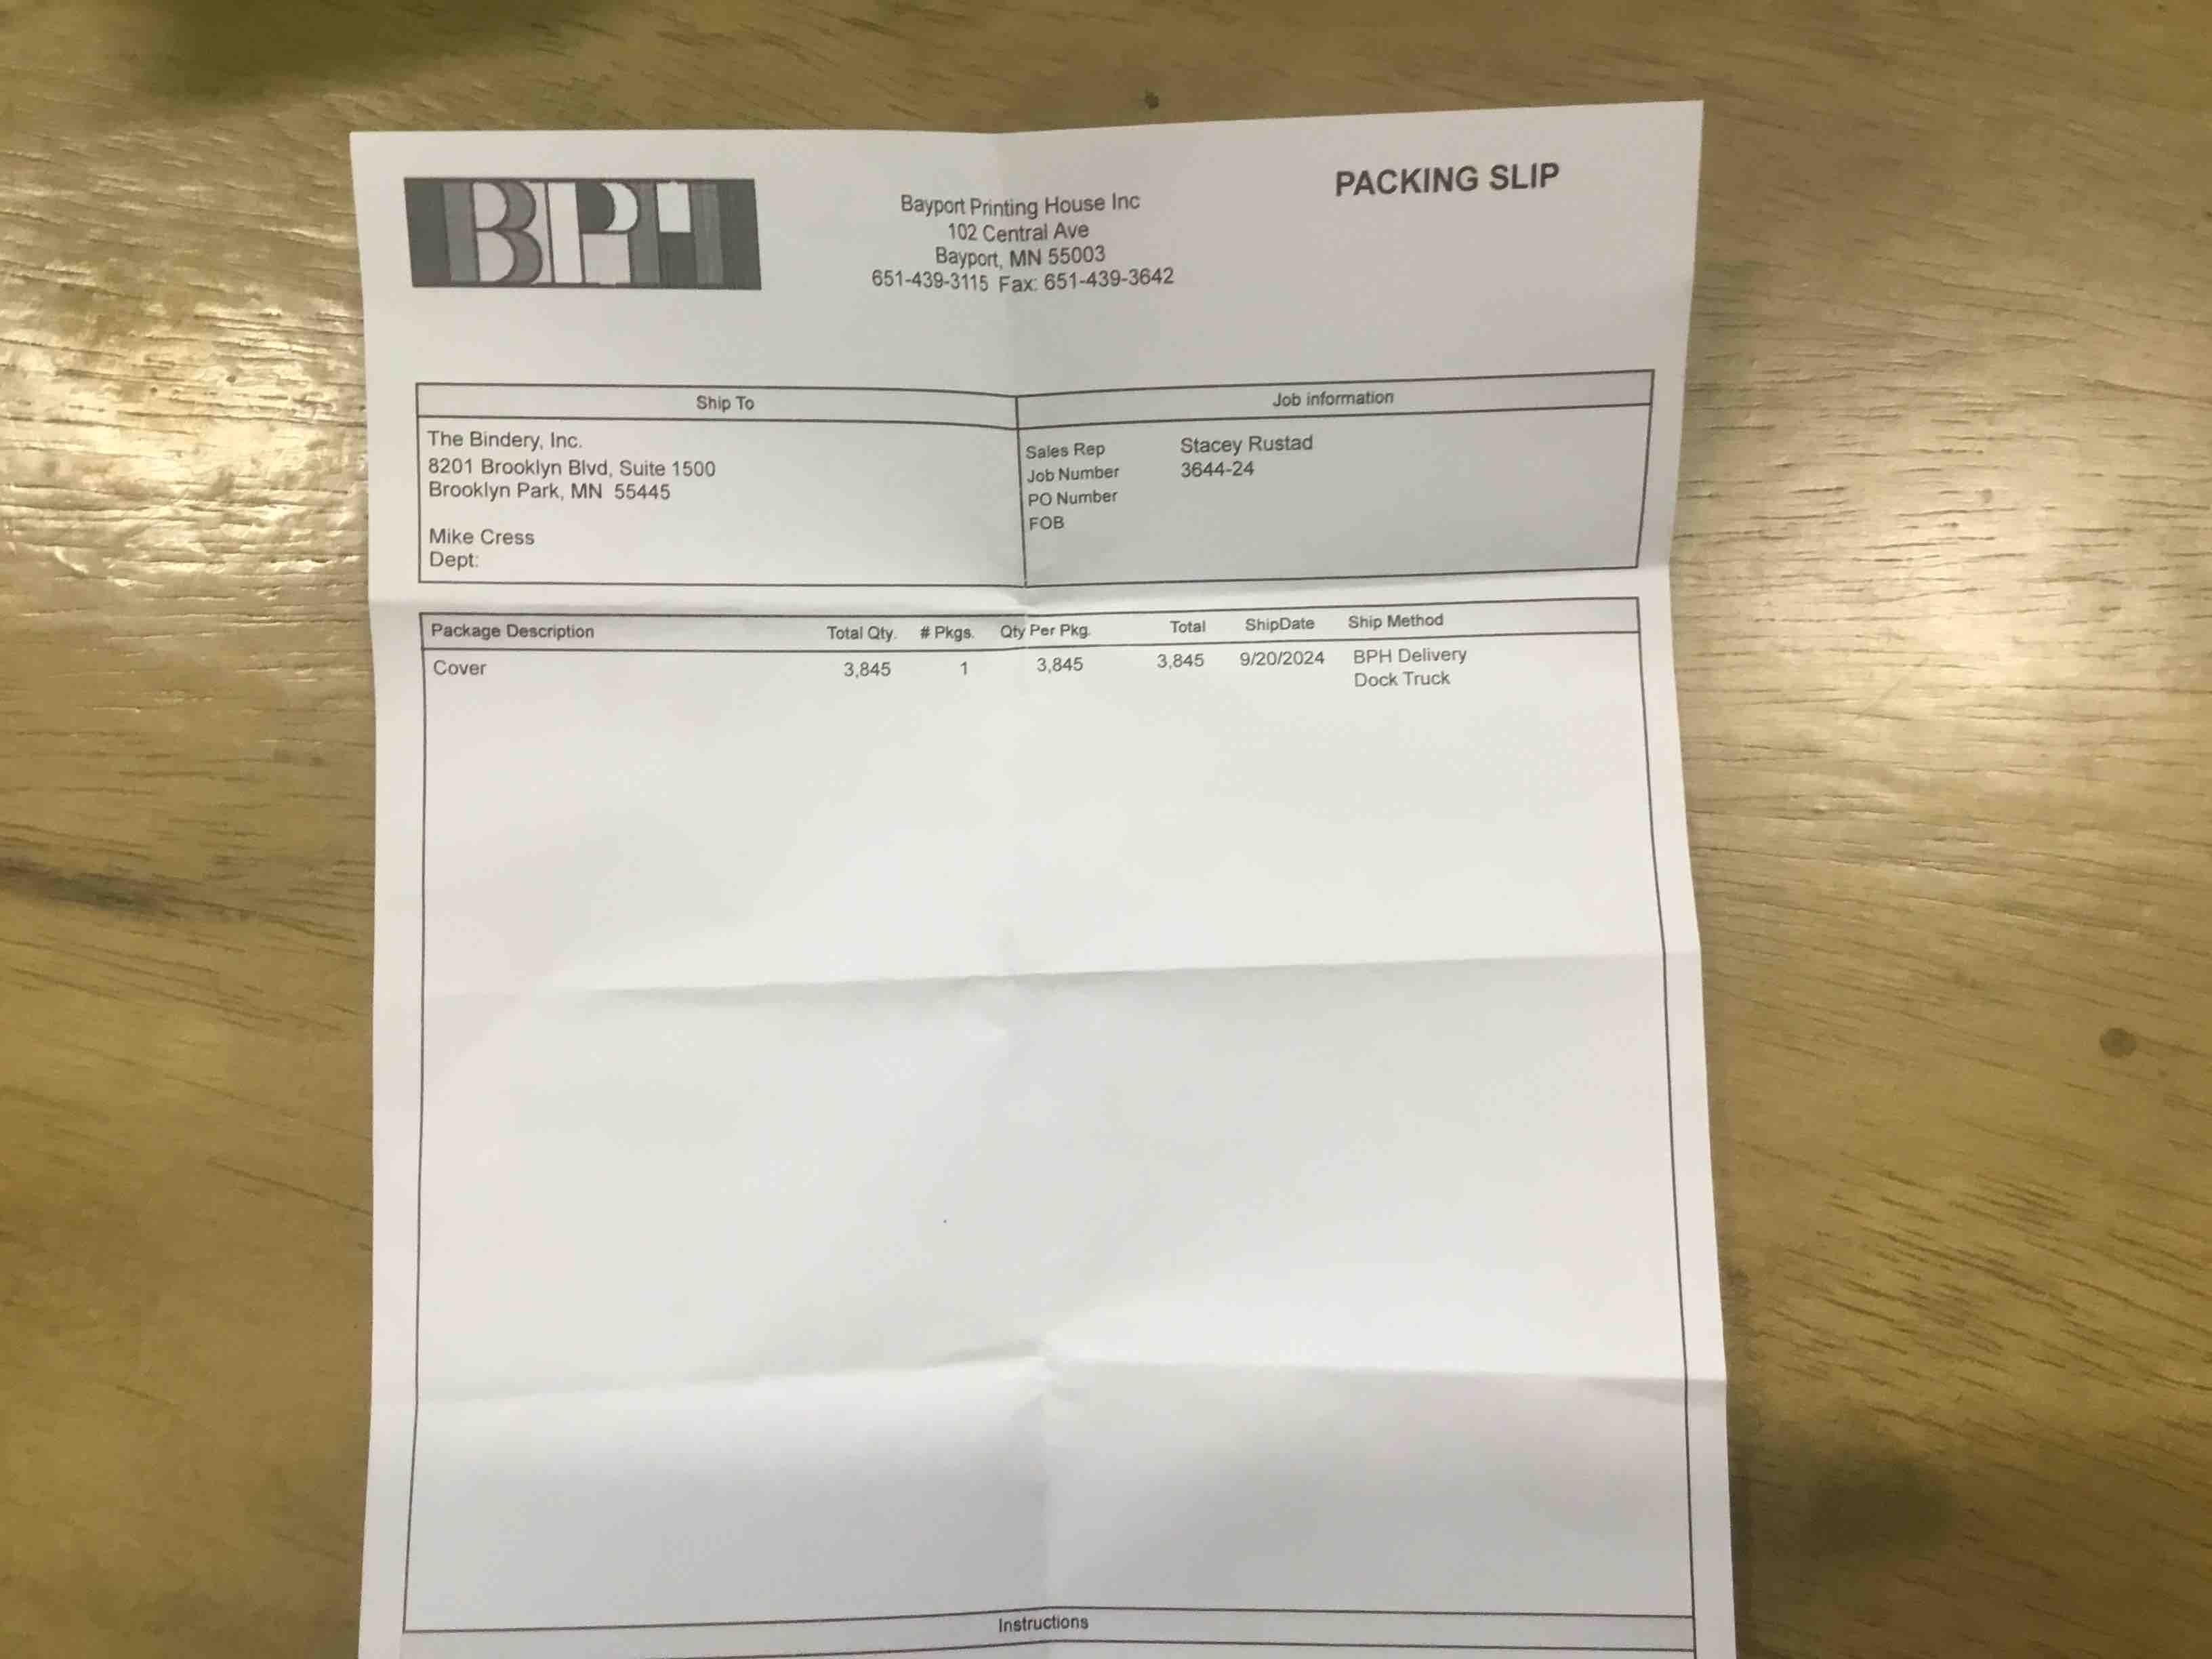 BPH
Bayport Printing House Inc
102 Central Ave
Bayport, MN 55003
651-439-3115 Fax: 651-439-3642
PACKING SLIP
Ship To
The Bindery, Inc.
8201 Brooklyn Blvd, Suite 1500
Brooklyn Park, MN 55445
Mike Cress
Dept:
Job information
Sales Rep Stacey Rustad
Job Number 3644-24
PO Number
FOB
Package Description Total Qty. # Pkgs. Qty Per Pkg. Total ShipDate Ship Method
Cover 3,845 1 3,845 3,845 9/20/2024 BPH Delivery
Dock Truck
Instructions